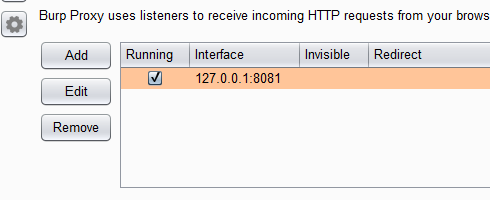 Burp Proxy uses listeners to receive incoming HTTP requests from your brows
Add
Running Interface Invisible Redirect
127.0.0.1:8081
Edit
Remove